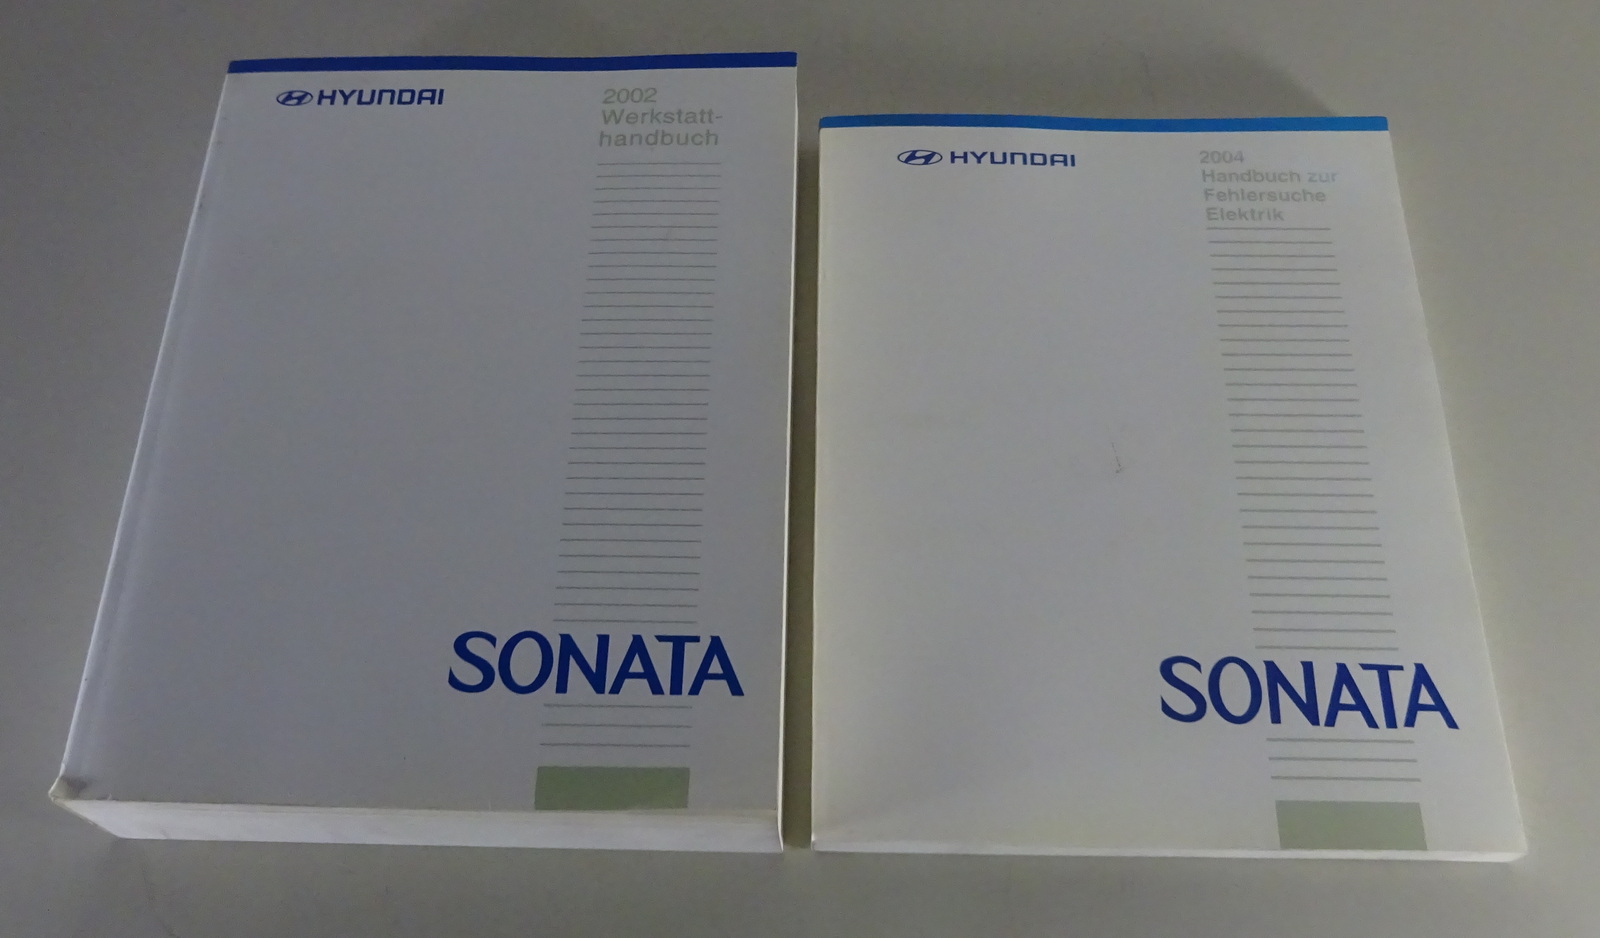 HYUNDAI
2002
Werkstatt-
handbuch
SONATA
HYUNDAI
2004
Handbuch zur
Fehlersuche
Elektrik
SONATA